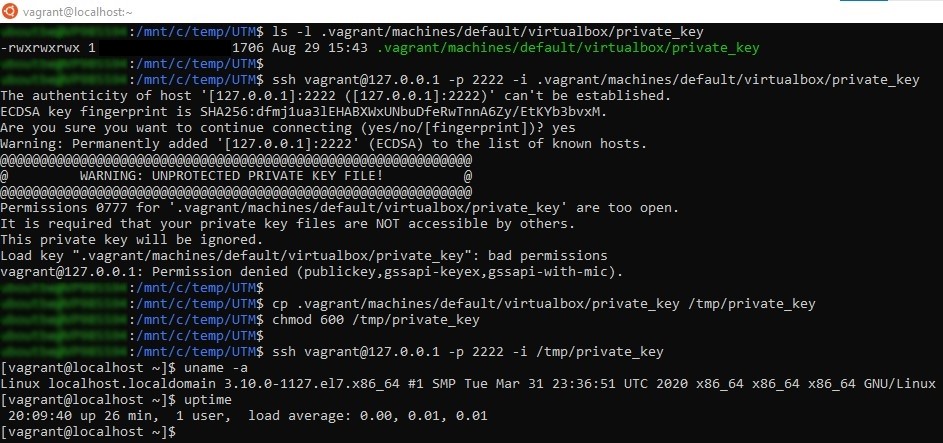 vagrant@localhost:~
:/mnt/c/temp/UTM$ ls -l .vagrant/machines/default/virtualbox/private_key
-rwxrwxrwx 1 1706 Aug 29 15:43 .vagrant/machines/default/virtualbox/private_key
:/mnt/c/temp/UTM$
:/mnt/c/temp/UTM$ ssh vagrant@127.0.0.1 -p 2222 -i .vagrant/machines/default/virtualbox/private_key
The authenticity of host '[127.0.0.1]:2222 ([127.0.0.1]:2222)' can't be established.
ECDSA key fingerprint is SHA256:dfmj1ua3lEHABXWxUNbuDfeRwTnnA6Zy/EtKYb3bvxM.
Are you sure you want to continue connecting (yes/no/[fingerprint])? yes
Warning: Permanently added '[127.0.0.1]:2222' (ECDSA) to the list of known hosts.
@@@@@@@@@@@@@@@@@@@@@@@@@@@@@@@@@@@@@@@@@@@@@@@@@@@@@@@@@@@
@         WARNING: UNPROTECTED PRIVATE KEY FILE!          @
@@@@@@@@@@@@@@@@@@@@@@@@@@@@@@@@@@@@@@@@@@@@@@@@@@@@@@@@@@@
Permissions 0777 for '.vagrant/machines/default/virtualbox/private_key' are too open.
It is required that your private key files are NOT accessible by others.
This private key will be ignored.
Load key ".vagrant/machines/default/virtualbox/private_key": bad permissions
vagrant@127.0.0.1: Permission denied (publickey,gssapi-keyex,gssapi-with-mic).
:/mnt/c/temp/UTM$
:/mnt/c/temp/UTM$ cp .vagrant/machines/default/virtualbox/private_key /tmp/private_key
:/mnt/c/temp/UTM$ chmod 600 /tmp/private_key
:/mnt/c/temp/UTM$
:/mnt/c/temp/UTM$ ssh vagrant@127.0.0.1 -p 2222 -i /tmp/private_key
[vagrant@localhost ~]$ uname -a
Linux localhost.localdomain 3.10.0-1127.el7.x86_64 #1 SMP Tue Mar 31 23:36:51 UTC 2020 x86_64 x86_64 x86_64 GNU/Linux
[vagrant@localhost ~]$ uptime
20:09:40 up 26 min,  1 user,  load average: 0.00, 0.01, 0.01
[vagrant@localhost ~]$